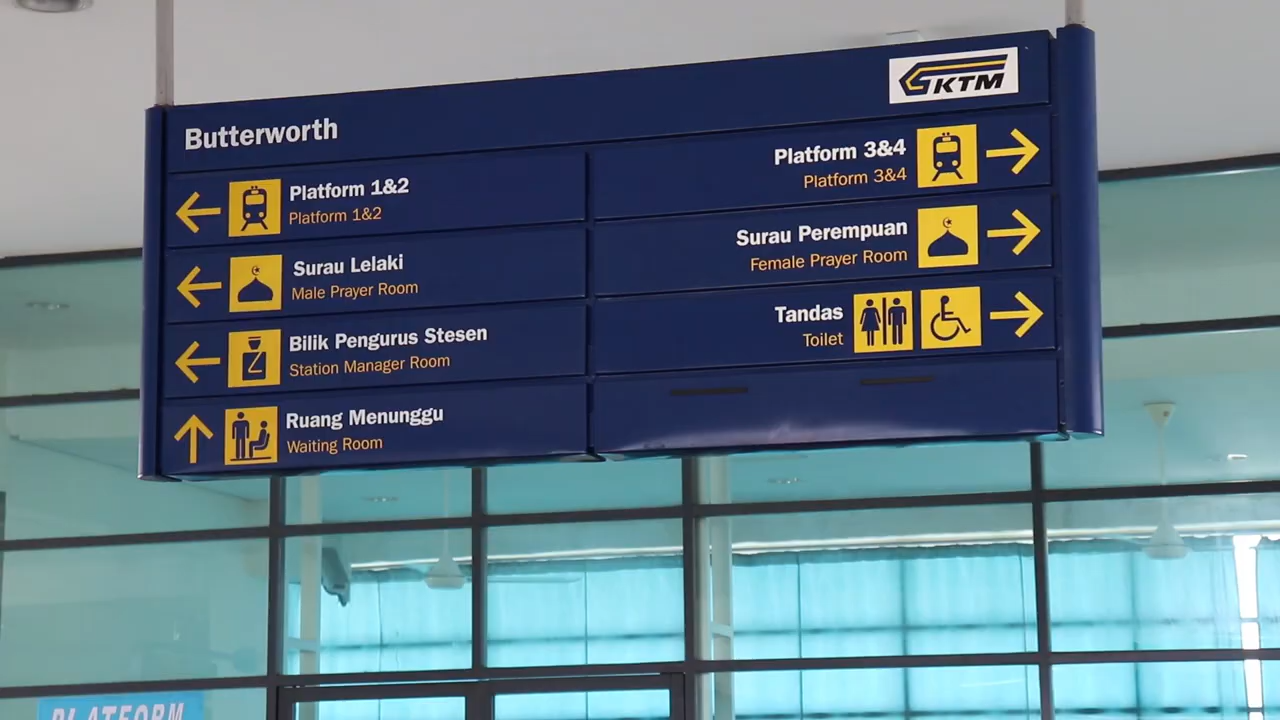 KTM
Butterworth
Platform 1&2
Platform 1&2
Surau Lelaki
Male Prayer Room
Bilik Pengurus Stesen
Station Manager Room
Ruang Menunggu
Waiting Room
Platform 3&4
Platform 3&4
Surau Perempuan
Female Prayer Room
Tandas
Toilet
PLATFORM